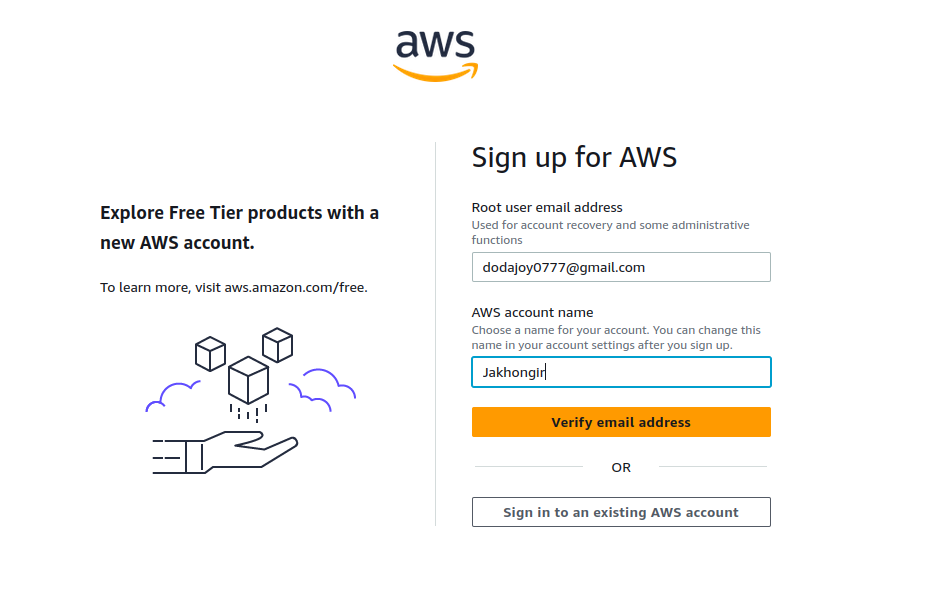 aws
Explore Free Tier products with a
new AWS account.
To learn more, visit aws.amazon.com/free.
Sign up for AWS
Root user email address
Used for account recovery and some administrative
functions
dodajoy0777@gmail.com
AWS account name
Choose a name for your account. You can change this
name in your account settings after you sign up.
Jakhongir
Verify email address
OR
Sign in to an existing AWS account